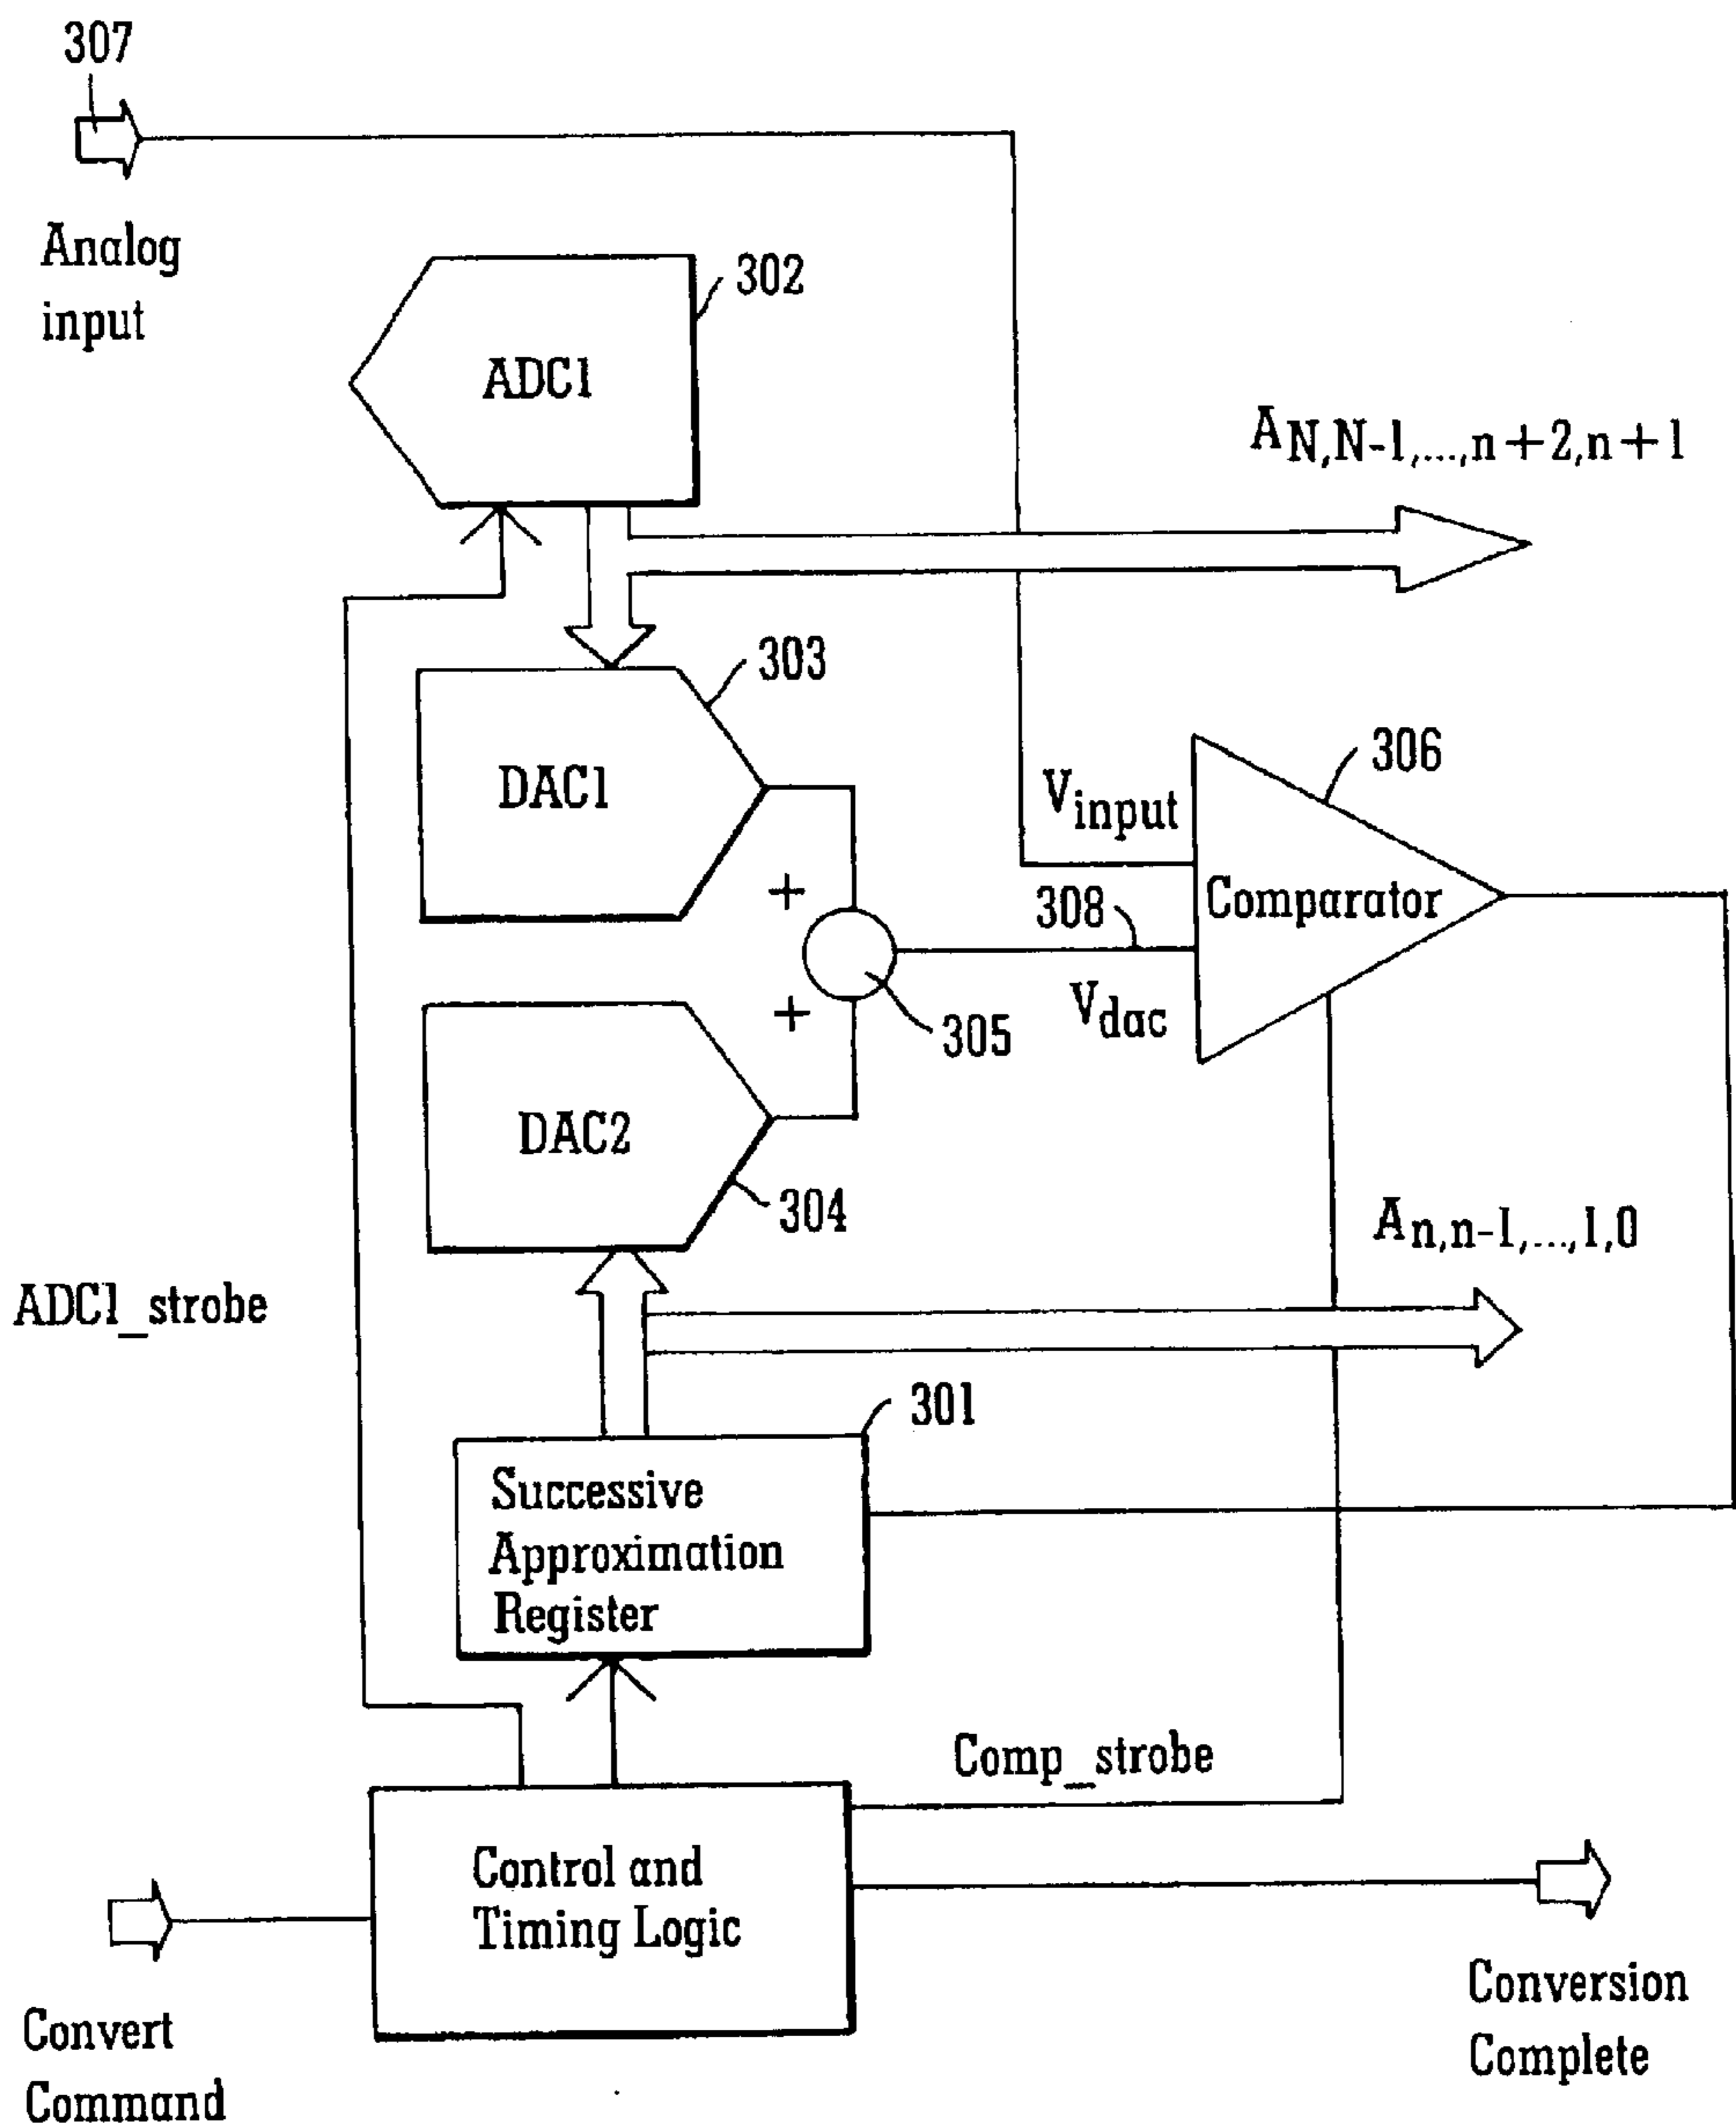 307
Analog
input
302
ADC1
AN,N-1,...,n+2,n+1
303
DAC1
306
Vinput
+
308
Comparator
+
Vdac
305
DAC2
304
An,n-1,...,1,0
ADC1_strobe
301
Successive
Approximation
Register
Comp_strobe
Control and
Timing Logic
Convert
Command
Conversion
Complete